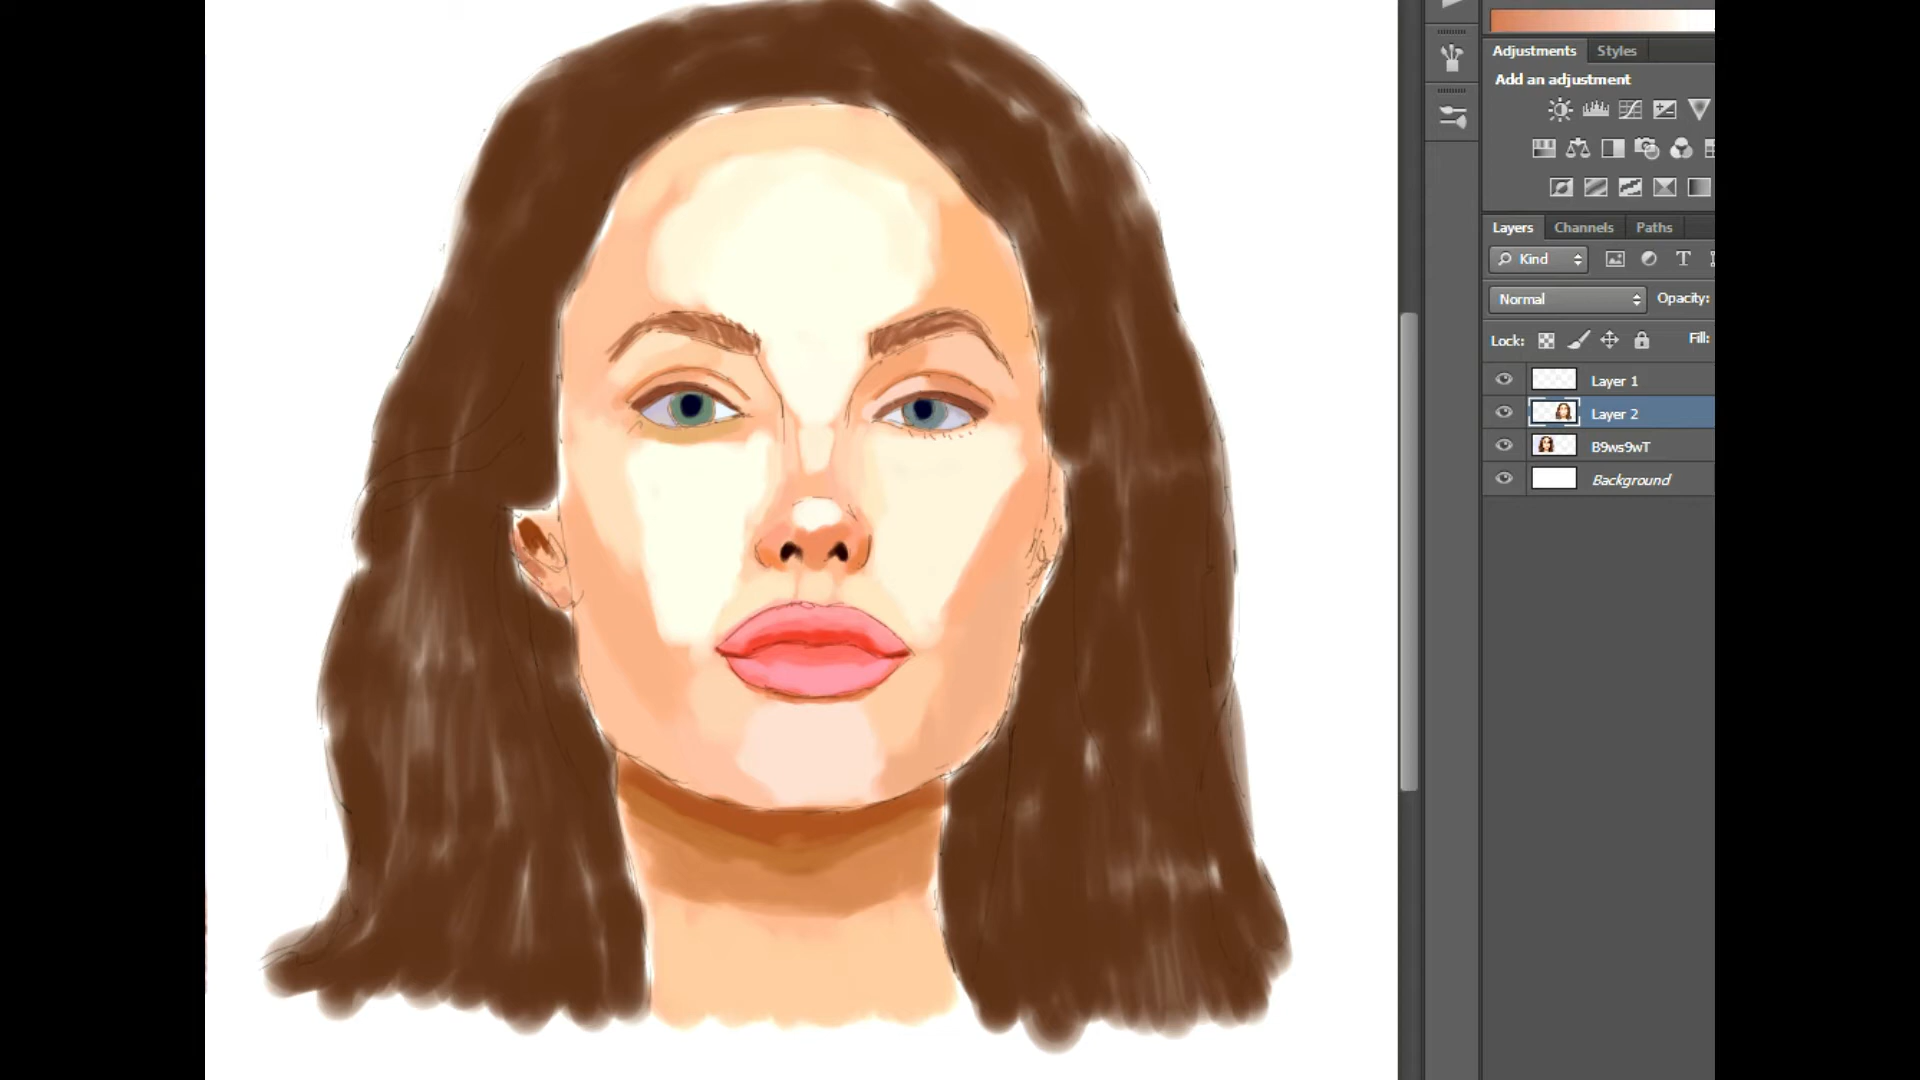 Adjustments Styles
Add an adjustment
Layers Channels Paths
Kind T
Normal Opacity:
Lock: Fill:
Layer 1
Layer 2
B9ws9wT
Background